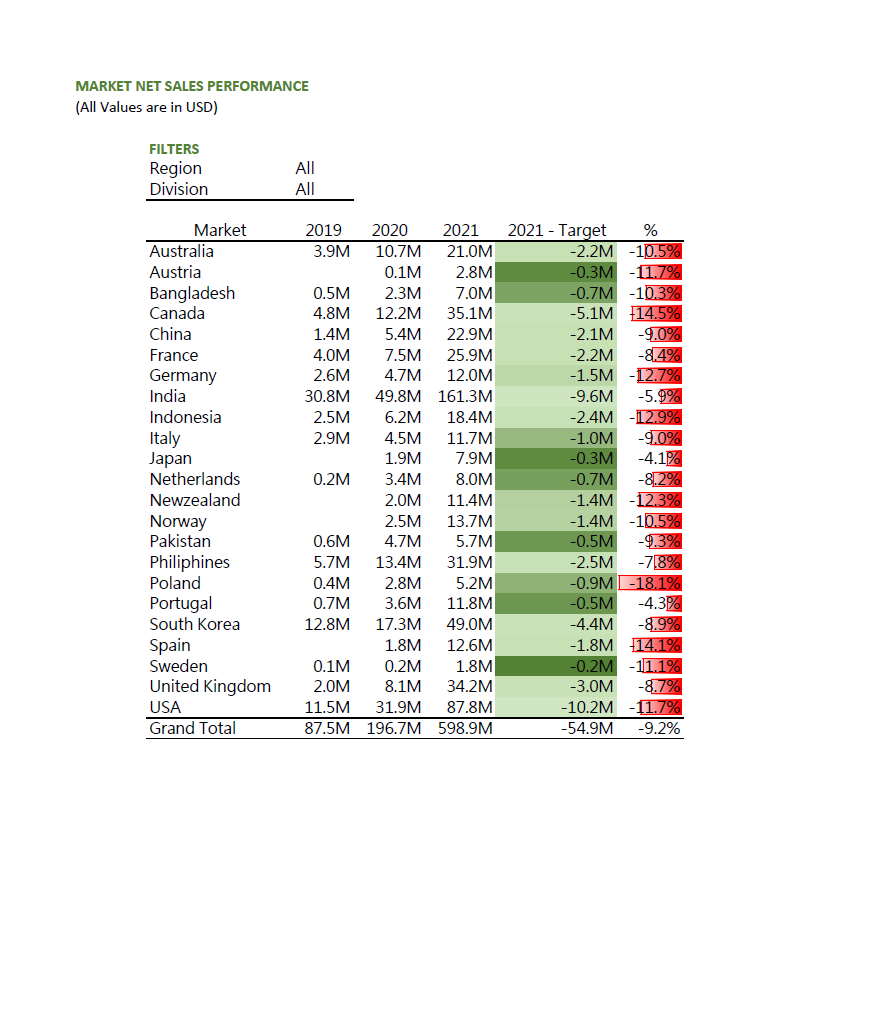 MARKET NET SALES PERFORMANCE
(All Values are in USD)
FILTERS
Region All
Division All
Market 2019 2020 2021 2021 - Target %
Australia 3.9M 10.7M 21.0M -2.2M -10.5%
Austria 0.1M 2.8M -0.3M -11.7%
Bangladesh 0.5M 2.3M 7.0M -0.7M -10.3%
Canada 4.8M 12.2M 35.1M -5.1M -14.5%
China 1.4M 5.4M 22.9M -2.1M -9.0%
France 4.0M 7.5M 25.9M -2.2M -8.4%
Germany 2.6M 4.7M 12.0M -1.5M -12.7%
India 30.8M 49.8M 161.3M -9.6M -5.9%
Indonesia 2.5M 6.2M 18.4M -2.4M -12.9%
Italy 2.9M 4.5M 11.7M -1.0M -9.0%
Japan 1.9M 7.9M -0.3M -4.1%
Netherlands 0.2M 3.4M 8.0M -0.7M -8.2%
Newzealand 2.0M 11.4M -1.4M -12.3%
Norway 2.5M 13.7M -1.4M -10.5%
Pakistan 0.6M 4.7M 5.7M -0.5M -9.3%
Philiphines 5.7M 13.4M 31.9M -2.5M -7.8%
Poland 0.4M 2.8M 5.2M -0.9M -18.1%
Portugal 0.7M 3.6M 11.8M -0.5M -4.3%
South Korea 12.8M 17.3M 49.0M -4.4M -8.9%
Spain 1.8M 12.6M -1.8M -14.1%
Sweden 0.1M 0.2M 1.8M -0.2M -11.1%
United Kingdom 2.0M 8.1M 34.2M -3.0M -8.7%
USA 11.5M 31.9M 87.8M -10.2M -11.7%
Grand Total 87.5M 196.7M 598.9M -54.9M -9.2%